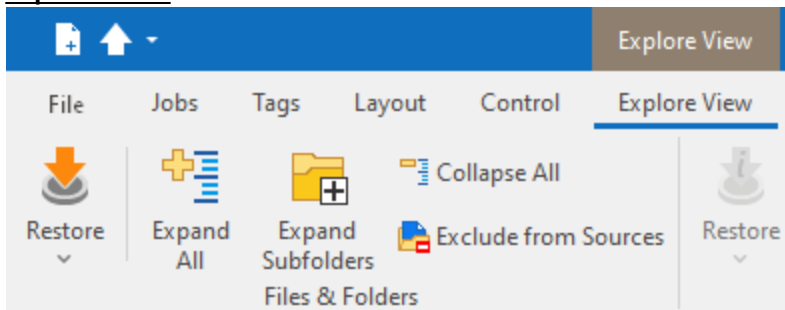 Explore View
File Jobs Tags Layout Control Explore View
Restore
Expand All
Expand Subfolders
Collapse All
Exclude from Sources
Restore
Files & Folders